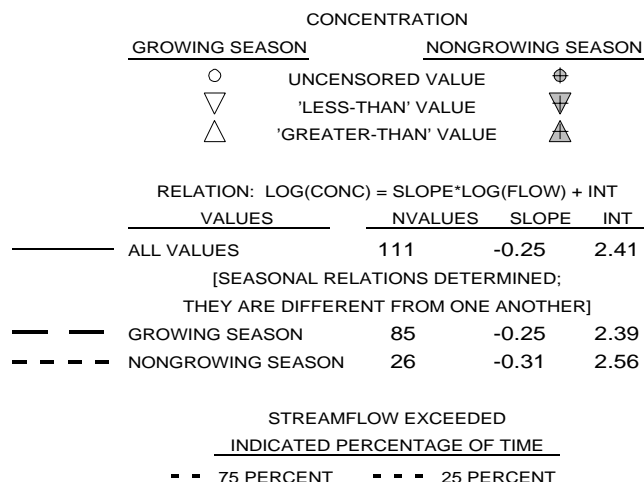 CONCENTRATION
GROWING SEASON NONGROWING SEASON
UNCENSORED VALUE
'LESS-THAN' VALUE
'GREATER-THAN' VALUE
RELATION: LOG(CONC) = SLOPE*LOG(FLOW) + INT
VALUES NVALUES SLOPE INT
ALL VALUES 111 -0.25 2.41
[SEASONAL RELATIONS DETERMINED;
THEY ARE DIFFERENT FROM ONE ANOTHER]
GROWING SEASON 85 -0.25 2.39
NONGROWING SEASON 26 -0.31 2.56
STREAMFLOW EXCEEDED
INDICATED PERCENTAGE OF TIME
75 PERCENT 25 PERCENT